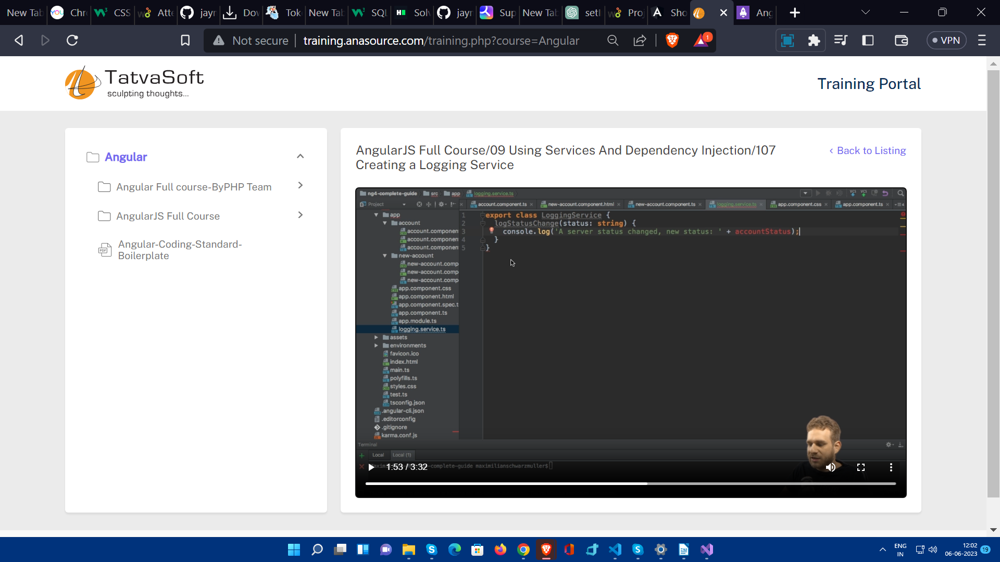 New Tab
Chr
CSS
Atte
jayr
Dov
Tok
New Tab
SQL
Solv
jayr
Sup
New Tab
setI
Proj
Sho
Ang
Not secure
training.anasource.com/training.php?course=Angular
1
VPN
TatvaSoft
sculpting thoughts...
Training Portal
Angular
Angular Full course-ByPHP Team
AngularJS Full Course
Angular-Coding-Standard-
Boilerplate
PDF
AngularJS Full Course/09 Using Services And Dependency Injection/107
Creating a Logging Service
‹ Back to Listing
ng4-complete-guide src app logging.service.ts
VCS VCS
Project
account.component.ts
new-account.component.html
new-account.component.ts
logging.service.ts
app.component.css
app.component.ts
app
account
account.component
account.component
account.component
new-account
new-account.comp
new-account.comp
new-account.comp
app.component.css
app.component.html
app.component.spec.t
app.component.ts
app.module.ts
logging.service.ts
assets
environments
favicon.ico
index.html
main.ts
polyfills.ts
styles.css
test.ts
tsconfig.json
.angular-cli.json
.editorconfig
.gitignore
karma.conf.js
1 export class LoggingService {
2 logStatusChange(status: string) {
3 console.log('A server status changed, new status: ' + accountStatus);
4 }
5 }
Terminal
Local
Local (1)
-complete-guide maximilianschwarzmuller$
1:53 / 3:32
ENG
IN
12:02
06-06-2023
19